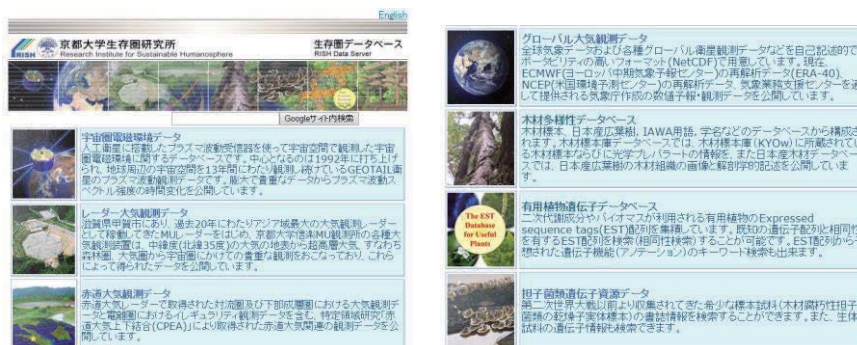 English
RISH
京都大学生存圏研究所
Research Institute for Sustainable Humanosphere
生存圏データベース
RISH Data Server
Googleサイト内検索
宇宙圏電磁環境データ
人工衛星に搭載したプラズマ波動受信器を使って宇宙空間で観測した宇宙
圏電磁環境に関するデータベースです。中心となるのは1992年に打ち上げ
られ、地球周辺の宇宙空間を13年間にわたり観測し続けているGEOTAIL衛
星のプラズマ波動観測データです。膨大で貴重なデータからプラズマ波動ス
ペクトル強度の時間変化を公開しています。
レーダー大気観測データ
滋賀県甲賀市にあり、過去20年にわたりアジア域最大の大気観測レーダー
として稼働してきたMUレーダーをはじめ、京都大学信楽MU観測所の各種大
気観測装置は、中緯度(北緯35度)の大気の地表から超高層大気、すなわち
森林圏、大気圏から宇宙圏にかけての貴重な観測をおこなっており、これら
によって得られたデータを公開しています。
赤道大気観測データ
赤道大気レーダーで取得された対流圏及び下部成層圏における大気観測デ
ータと電離圏におけるイレギュラリティ観測データを含む、特定領域研究「赤
道大気上下結合(CPEA)」により取得された赤道大気関連の観測データを公
開しています。
グローバル大気観測データ
全球気象データおよび各種グローバル衛星観測データなどを自己記述的で
ポータビリティの高いフォーマット(NetCDF)で用意しています。現在、
ECMWF(ヨーロッパ中期気象予報センター)の再解析データ(ERA-40)、
NCEP(米国環境予測センター)の再解析データ、気象業務支援センターを通
して提供される気象庁作成の数値予報・観測データを公開しています。
木材多様性データベース
木材標本、日本産広葉樹、IAWA用語、学名などのデータベースから構成さ
れます。木材標本庫データベースでは、木材標本庫(KYOw)に所蔵されてい
る木材標本ならびに光学プレパラートの情報を、また日本産木材データベー
スでは、日本産広葉樹の木材組織の画像と解剖学的記述を公開していま
す。
The EST
Database
for Useful
Plants
有用植物遺伝子データベース
二次代謝成分やバイオマスが利用される有用植物のExpressed
sequence tags(EST)配列を集積しています。既知の遺伝子配列と相同性
を有するEST配列を検索(相同性検索)することが可能です。EST配列から予
想された遺伝子機能(アノテーション)のキーワード検索も出来ます。
担子菌類遺伝子資源データ
第二次世界大戦以前より収集されてきた希少な標本試料(木材腐朽性担子
菌類の乾燥子実体標本)の書誌情報を検索することができます。また、生体
試料の遺伝子情報も検索できます。